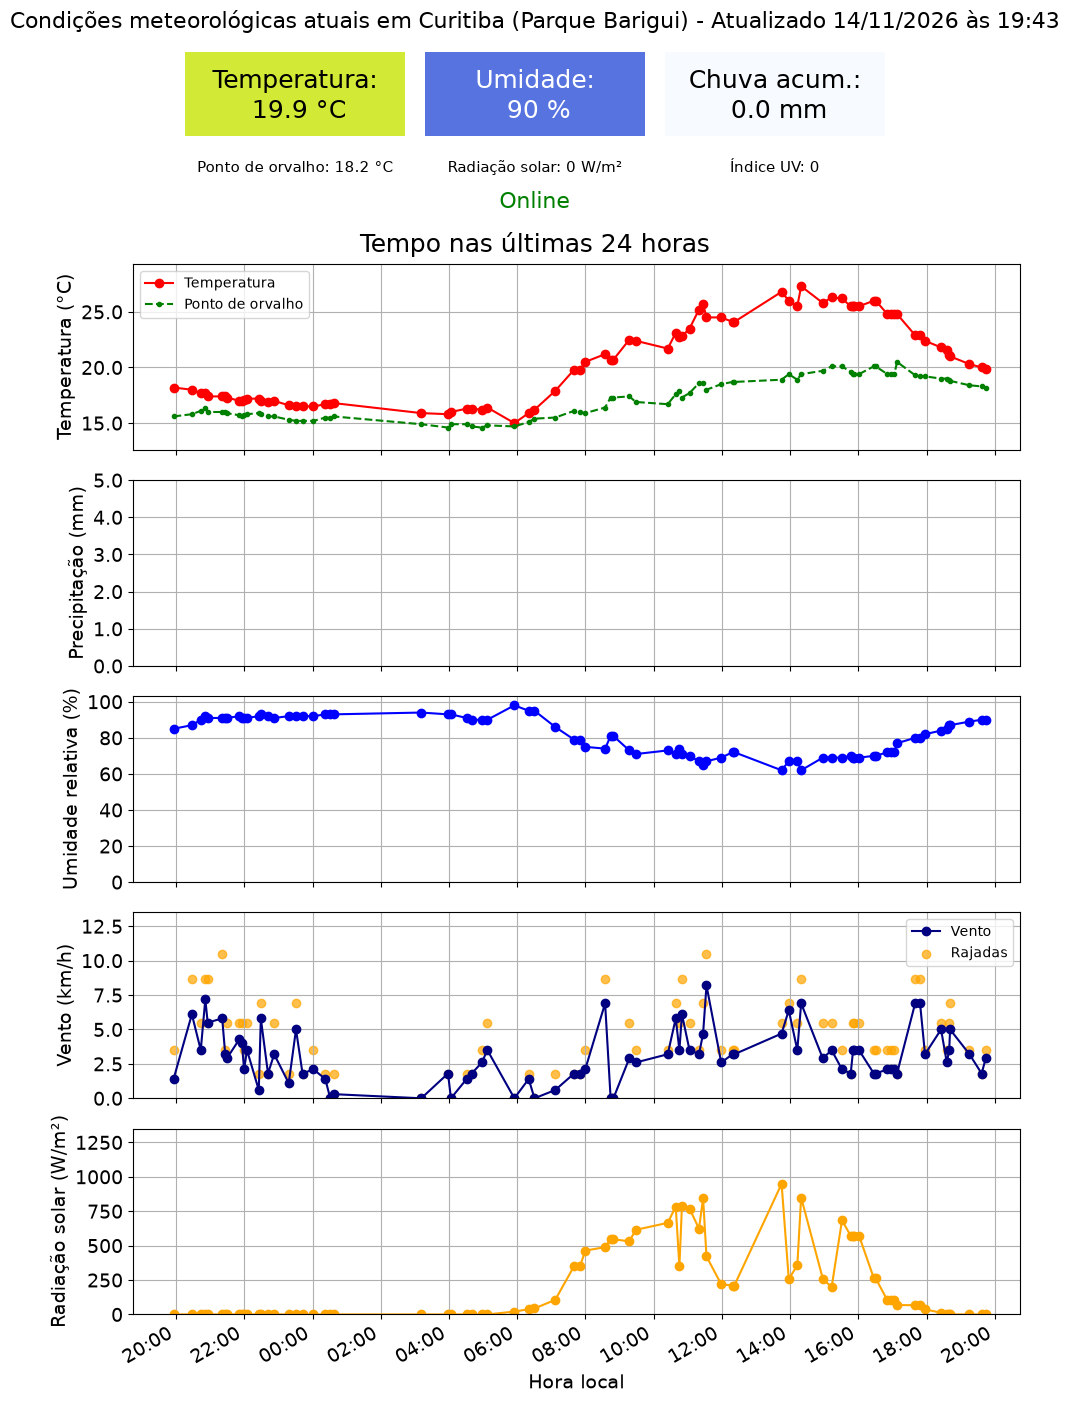 Condições meteorológicas atuais em Curitiba (Parque Barigui) - Atualizado 14/11/2026 às 19:43
Temperatura:
19.9 °C
Umidade:
90 %
Chuva acum.:
0.0 mm
Ponto de orvalho: 18.2 °C
Radiação solar: 0 W/m²
Índice UV: 0
Online
Tempo nas últimas 24 horas
Temperatura (°C)
25.0
20.0
15.0
Temperatura
Ponto de orvalho
Precipitação (mm)
5.0
4.0
3.0
2.0
1.0
0.0
Umidade relativa (%)
100
80
60
40
20
0
Vento (km/h)
12.5
10.0
7.5
5.0
2.5
0.0
Vento
Rajadas
Radiação solar (W/m²)
1250
1000
750
500
250
0
20:00
22:00
00:00
02:00
04:00
06:00
08:00
10:00
12:00
14:00
16:00
18:00
20:00
Hora local